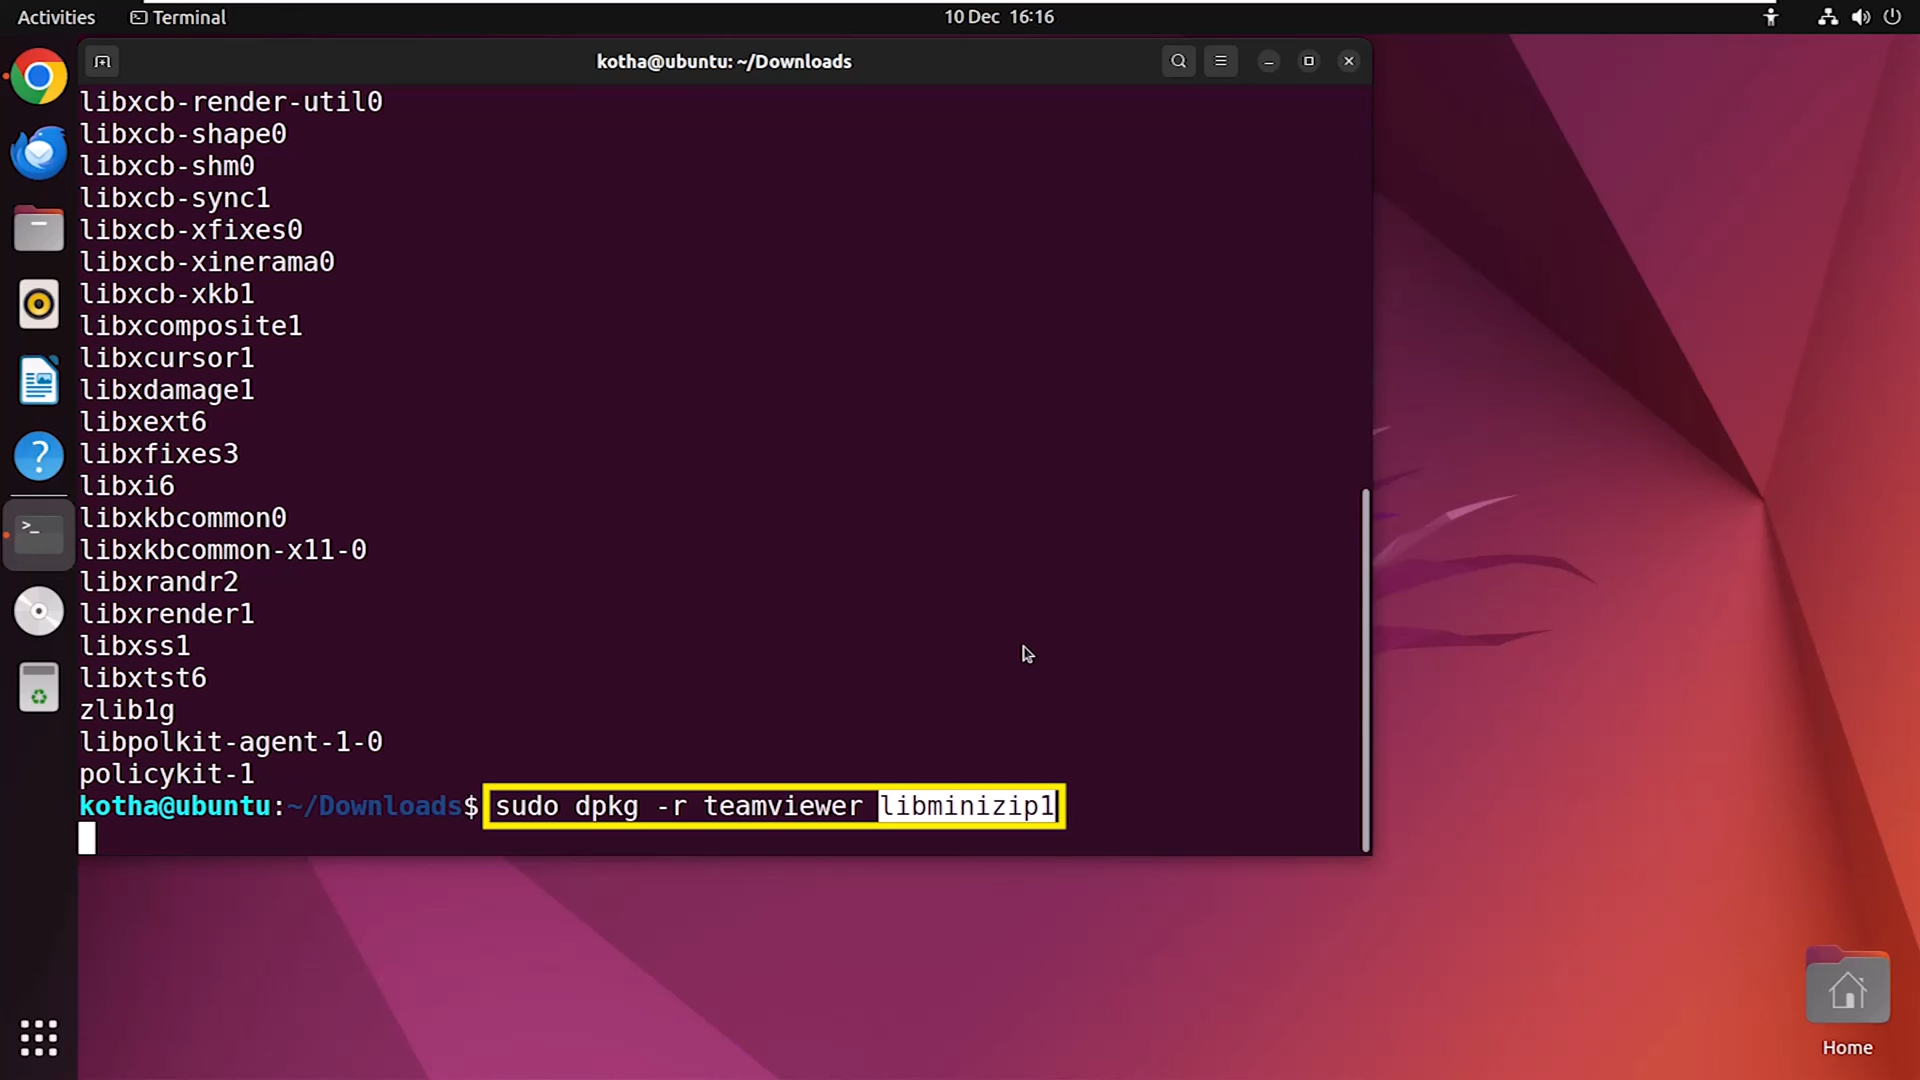 Activities
Terminal
10 Dec 16:16
kotha@ubuntu: ~/Downloads
libxcb-render-util0
libxcb-shape0
libxcb-shm0
libxcb-sync1
libxcb-xfixes0
libxcb-xinerama0
libxcb-xkb1
libxcomposite1
libxcursor1
libxdamage1
libxext6
libxfixes3
libxi6
libxkbcommon0
libxkbcommon-x11-0
libxrandr2
libxrender1
libxss1
libxtst6
zlib1g
libpolkit-agent-1-0
policykit-1
kotha@ubuntu:~/Downloads$ sudo dpkg -r teamviewer libminizip1
Home